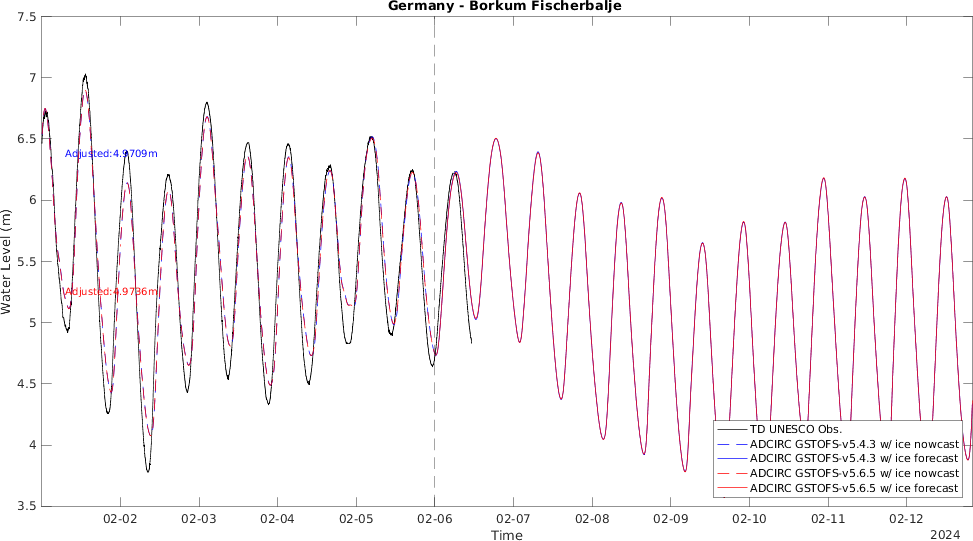 Germany - Borkum Fischerbalje
7.5
7
6.5
6
5.5
5
4.5
4
3.5
Water Level (m)
Adjusted:4.9709m
Adjusted:4.9736m
TD UNESCO Obs.
ADCIRC GSTOFS-v5.4.3 w/ ice nowcast
ADCIRC GSTOFS-v5.4.3 w/ ice forecast
ADCIRC GSTOFS-v5.6.5 w/ ice nowcast
ADCIRC GSTOFS-v5.6.5 w/ ice forecast
02-02 02-03 02-04 02-05 02-06 02-07 02-08 02-09 02-10 02-11 02-12
Time
2024